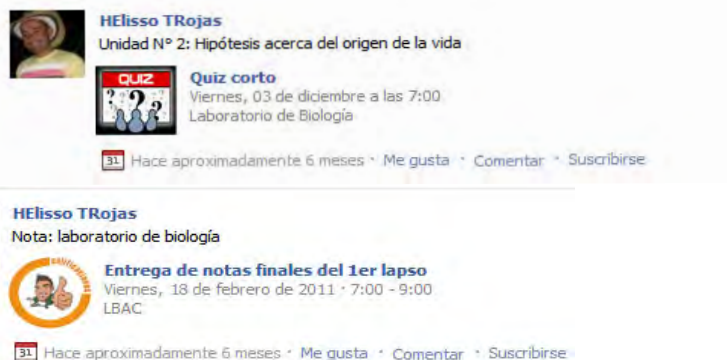 HElisso TRojas
Unidad Nº 2: Hipótesis acerca del origen de la vida
QUIZ
Quiz corto
Viernes, 03 de diciembre a las 7:00
Laboratorio de Biología
31 Hace aproximadamente 6 meses · Me gusta · Comentar · Suscribirse
HElisso TRojas
Nota: laboratorio de biología
Entrega de notas finales del 1er lapso
Viernes, 18 de febrero de 2011 · 7:00 - 9:00
LBAC
31 Hace aproximadamente 6 meses · Me gusta · Comentar · Suscribirse